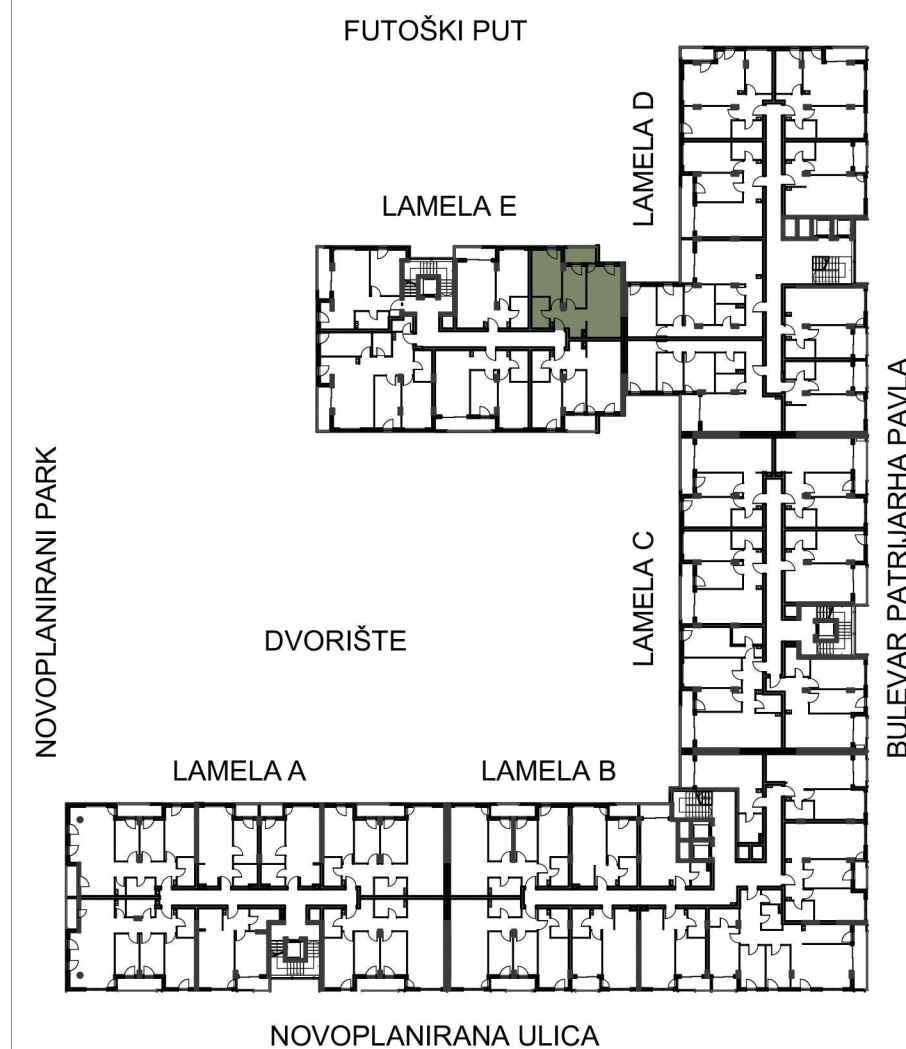 FUTOŠKI PUT
LAMELA D
LAMELA E
NOVOPLANIRANI PARK
BULEVAR PATRIJARHA PAVLA
LAMELA C
DVORIŠTE
LAMELA A
LAMELA B
NOVOPLANIRANA ULICA